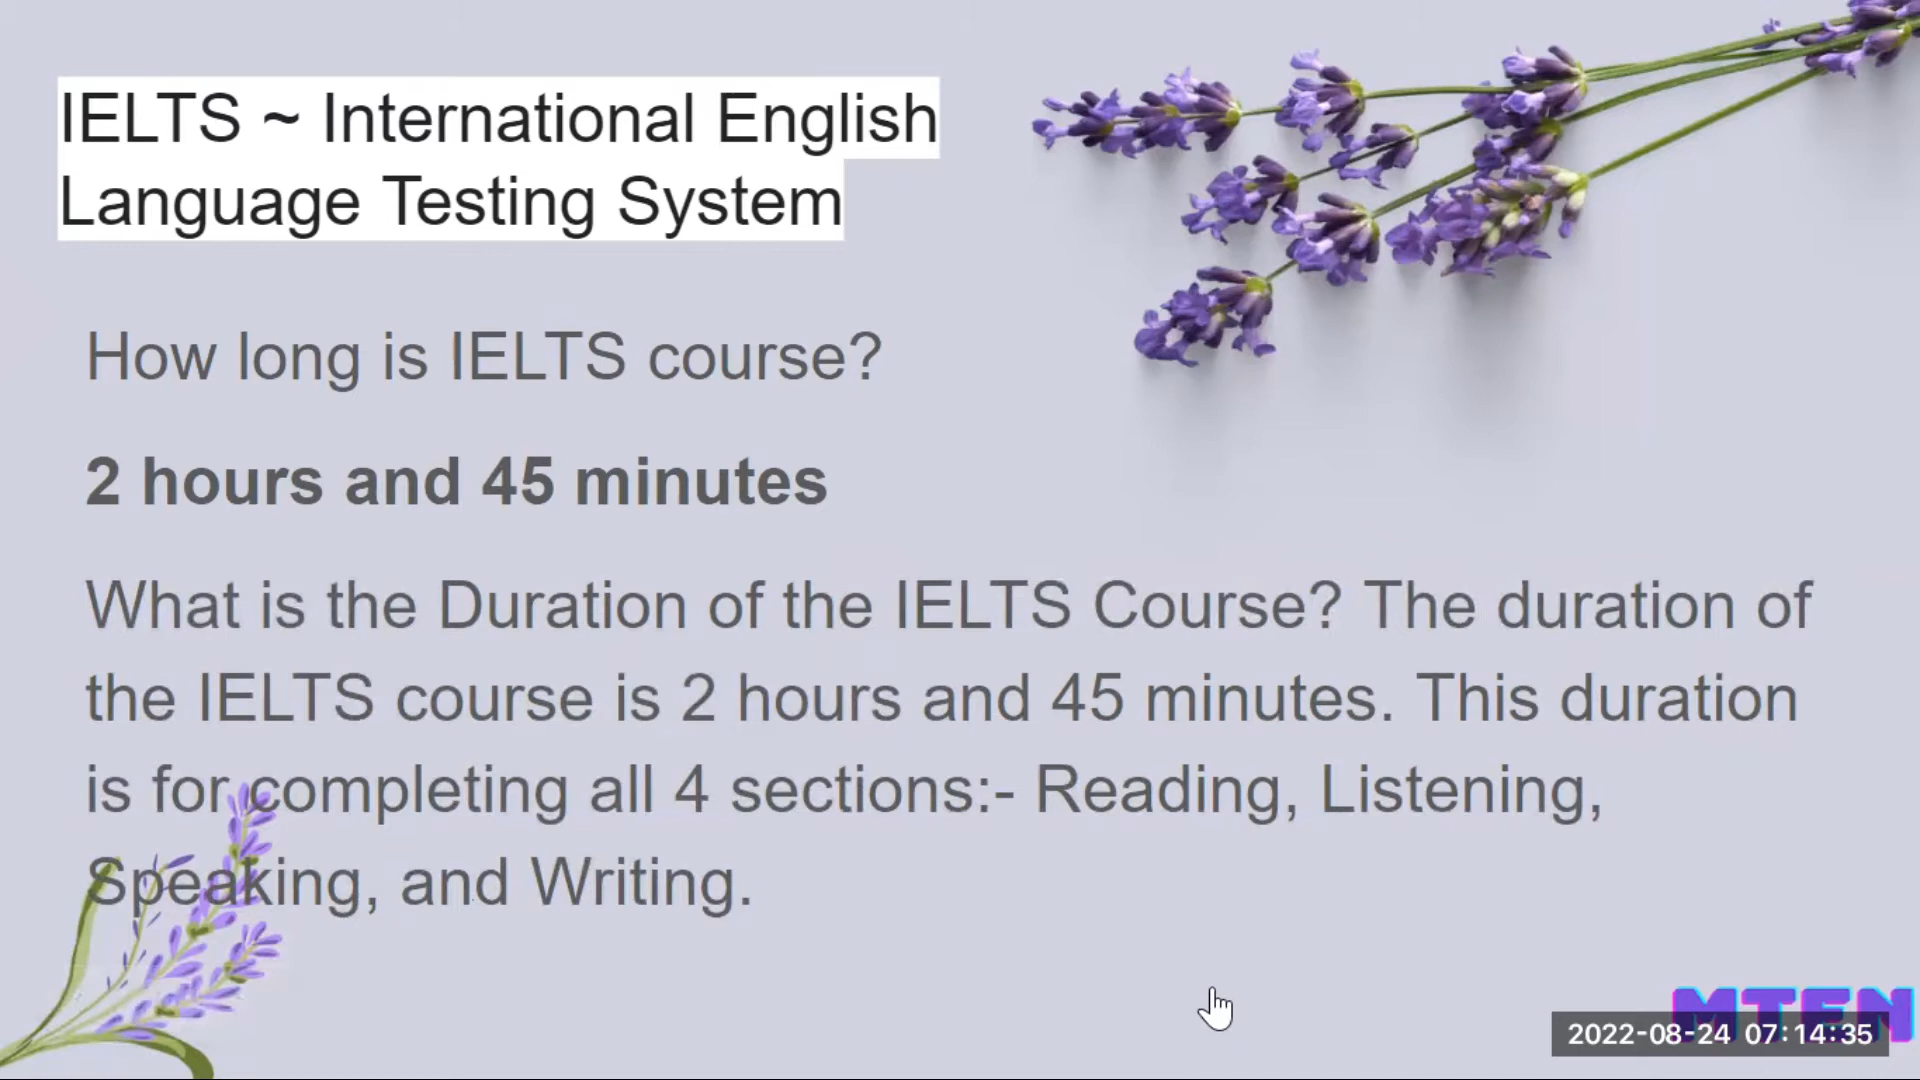 IELTS ~ International English
Language Testing System
How long is IELTS course?
2 hours and 45 minutes
What is the Duration of the IELTS Course? The duration of
the IELTS course is 2 hours and 45 minutes. This duration
is for completing all 4 sections:- Reading, Listening,
Speaking, and Writing.
MTEN
2022-08-24 07:14:35